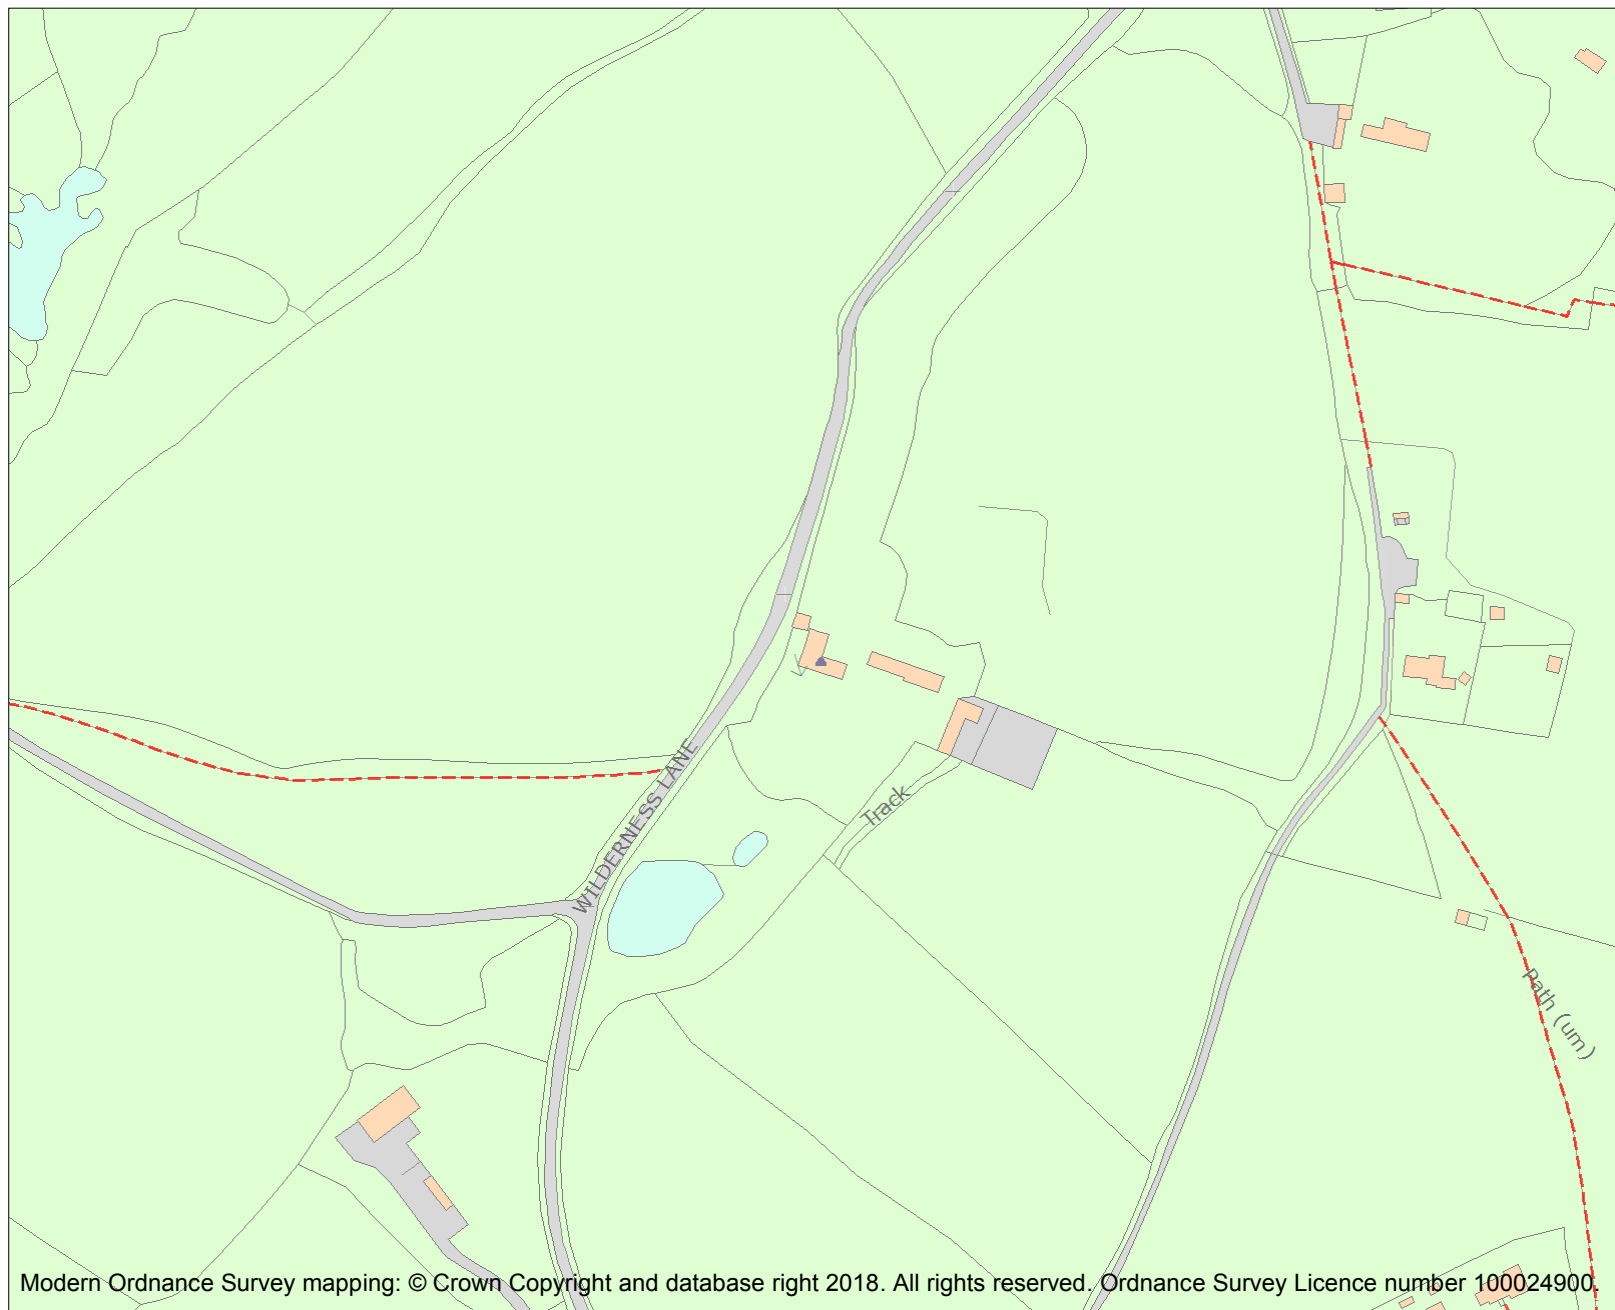 WILDERNESS LANE
Track
Path (um)
Modern Ordnance Survey mapping: © Crown Copyright and database right 2018. All rights reserved. Ordnance Survey Licence number 100024900.